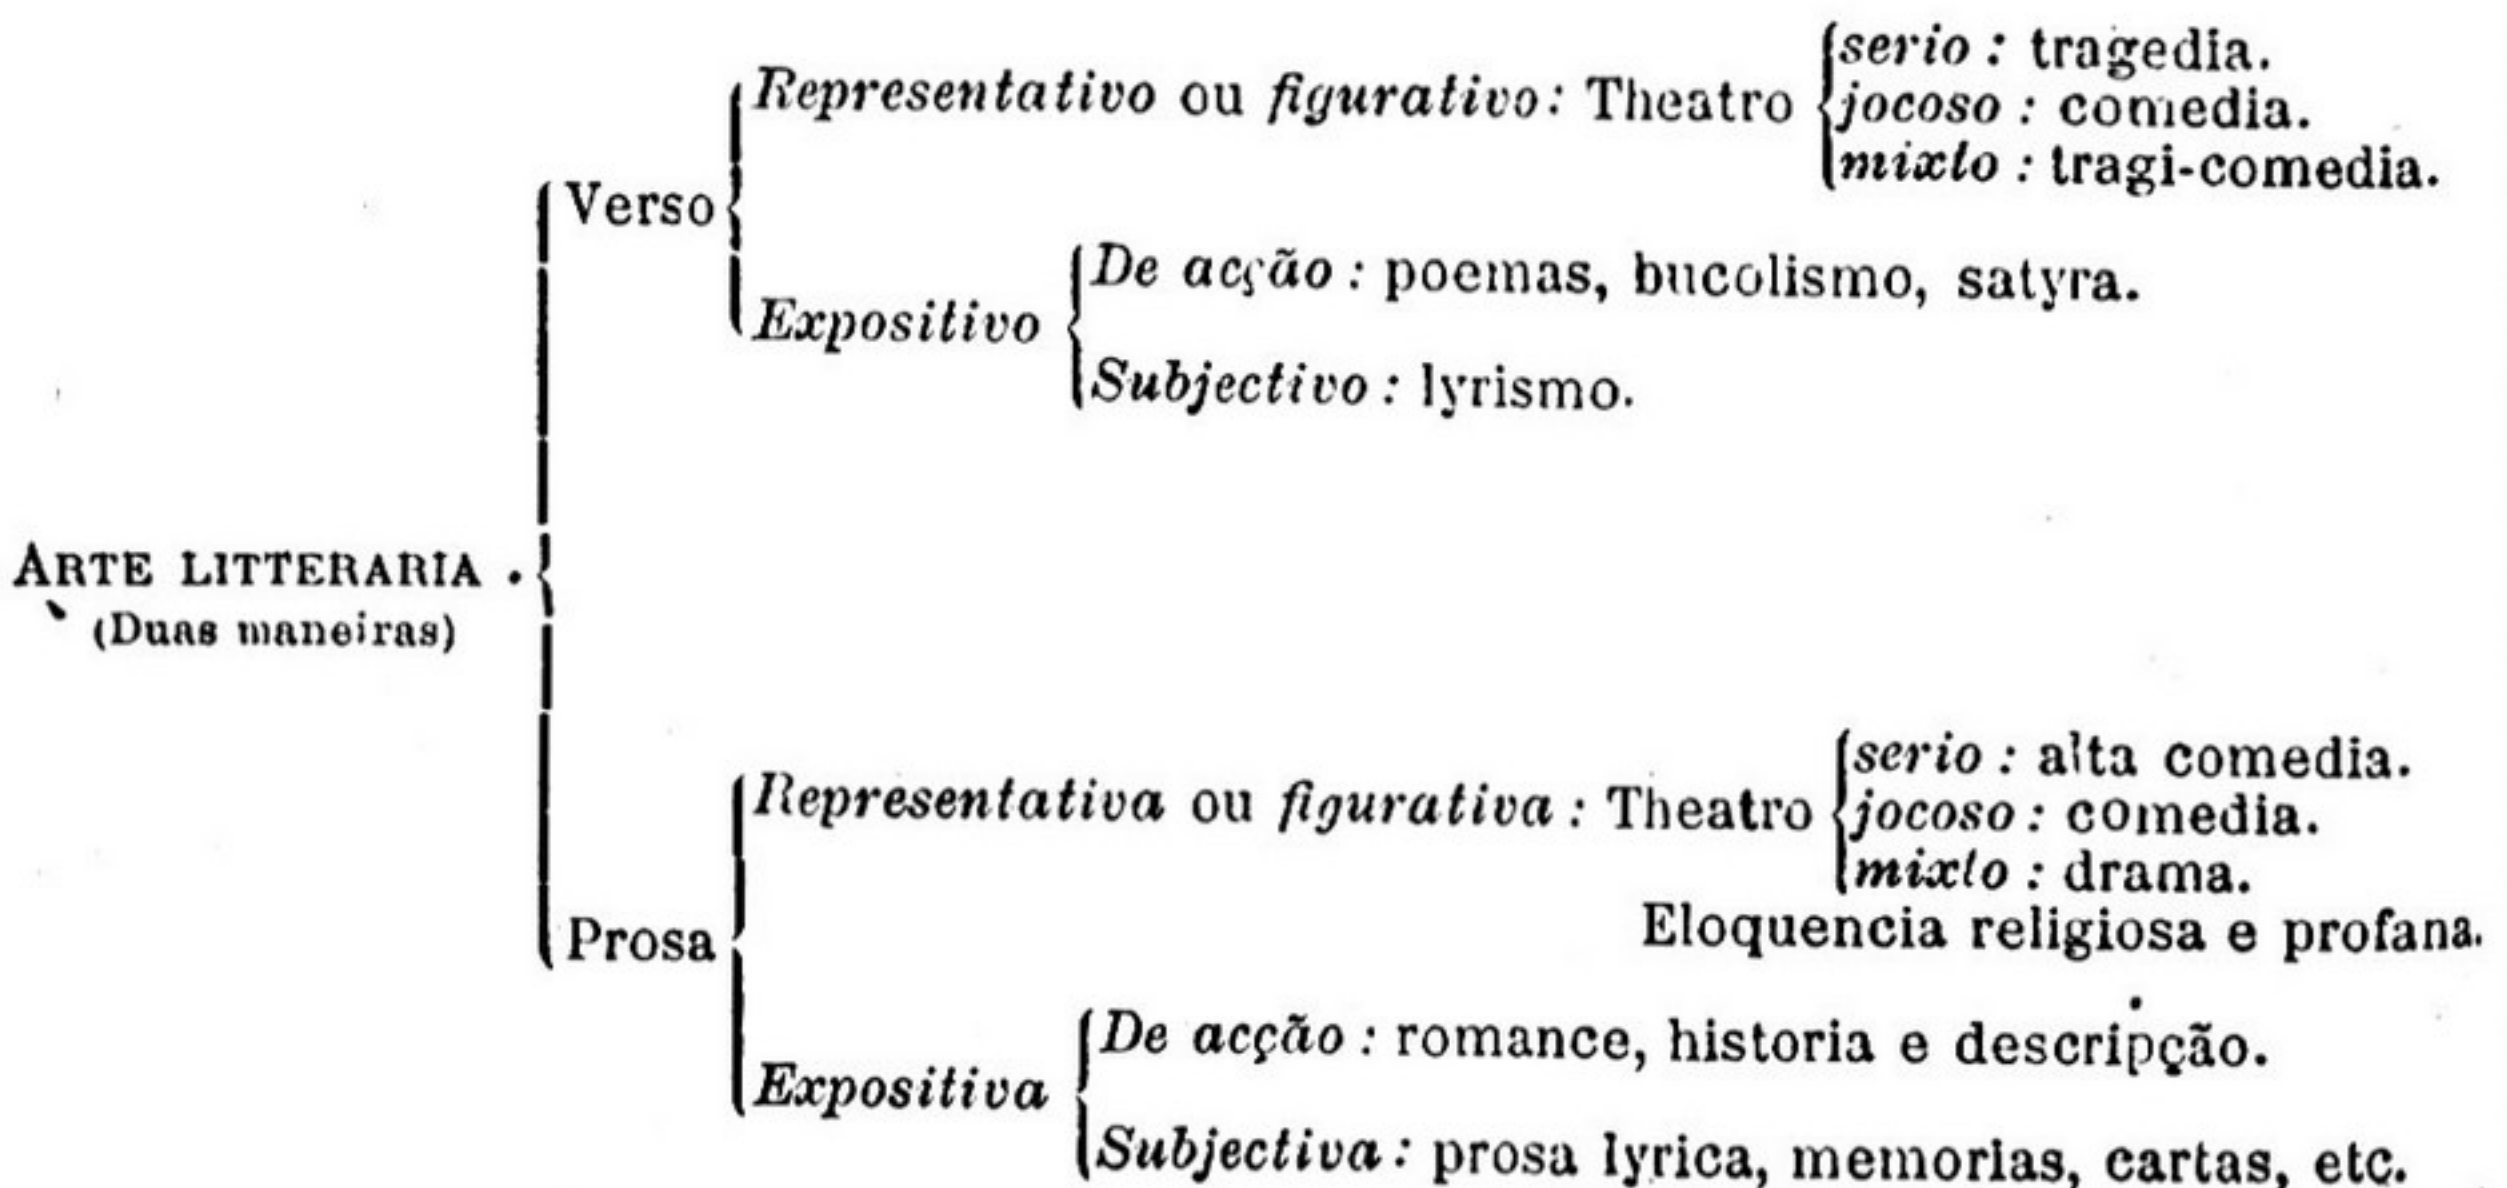 serio : tragedia.
Representativo ou figurativo : Theatro
jocoso : comedia.
mixto : tragi-comedia.
Verso
De acção : poemas, bucolismo, satyra.
Expositivo
Subjectivo : lyrismo.
ARTE LITTERARIA .
(Duas maneiras)
serio : alta comedia.
Representativa ou figurativa : Theatro
jocoso : comedia.
mixto : drama.
Eloquencia religiosa e profana.
Prosa
De acção : romance, historia e descripção.
Expositiva
Subjectiva : prosa lyrica, memorias, cartas, etc.